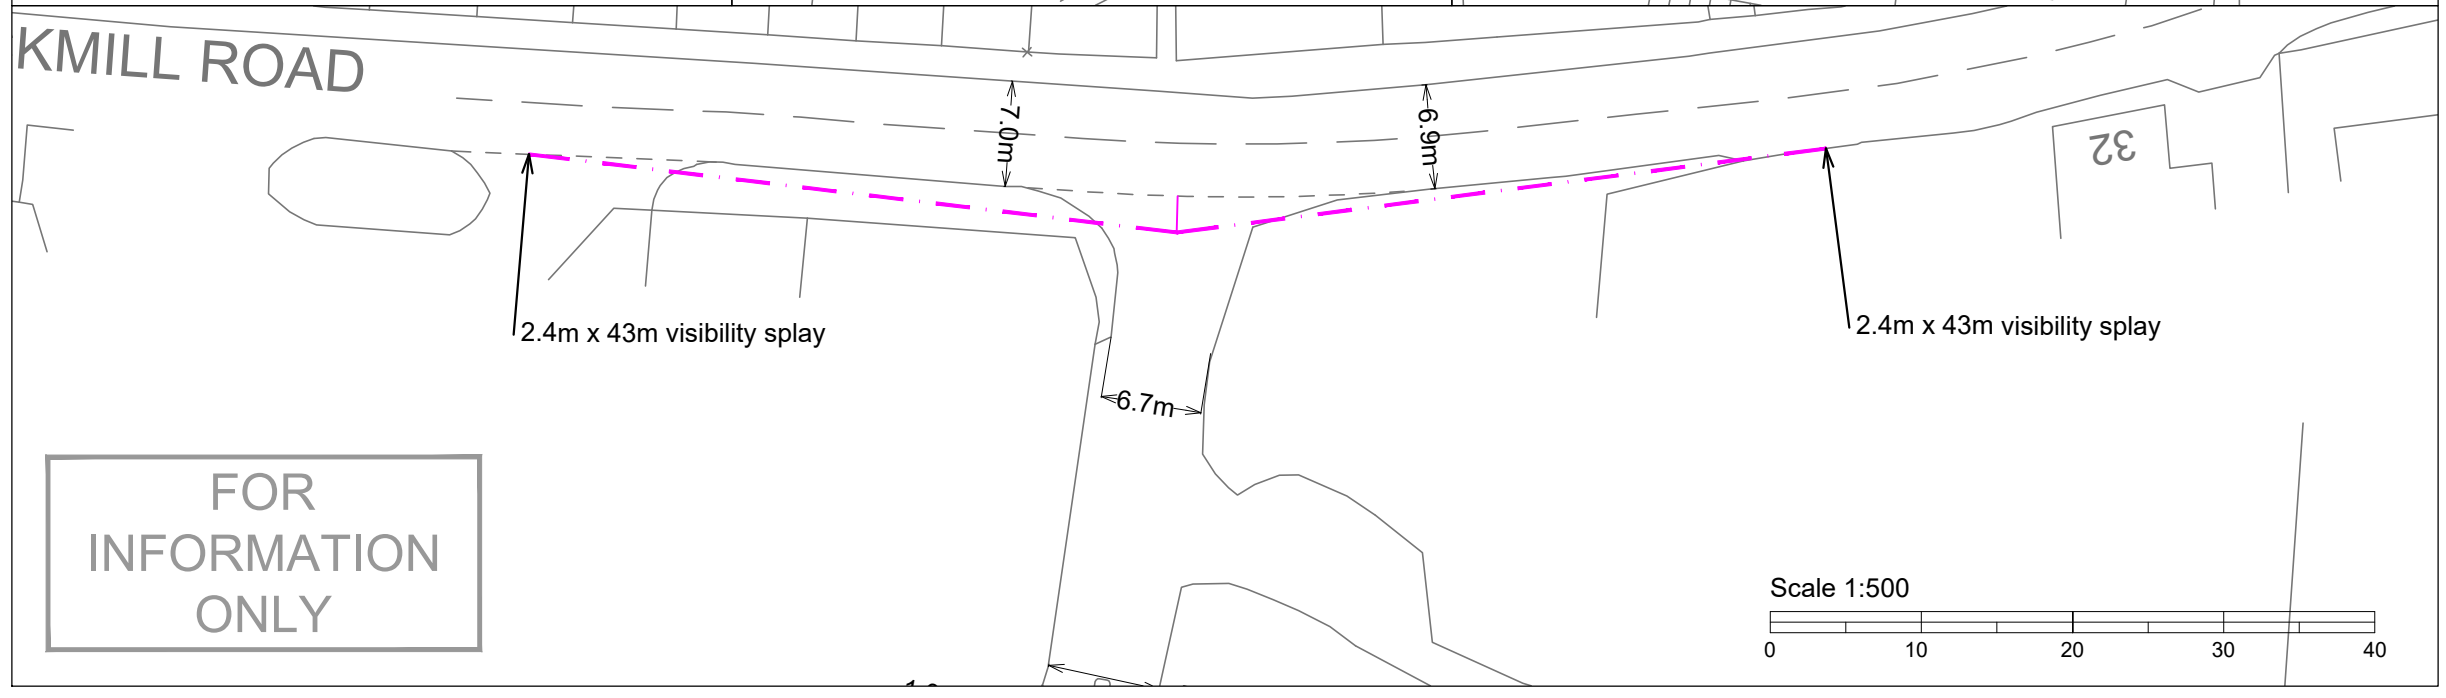 KMILL ROAD
7.0m
6.9m
32
2.4m x 43m visibility splay
2.4m x 43m visibility splay
6.7m
FOR
INFORMATION
ONLY
Scale 1:500
0 10 20 30 40